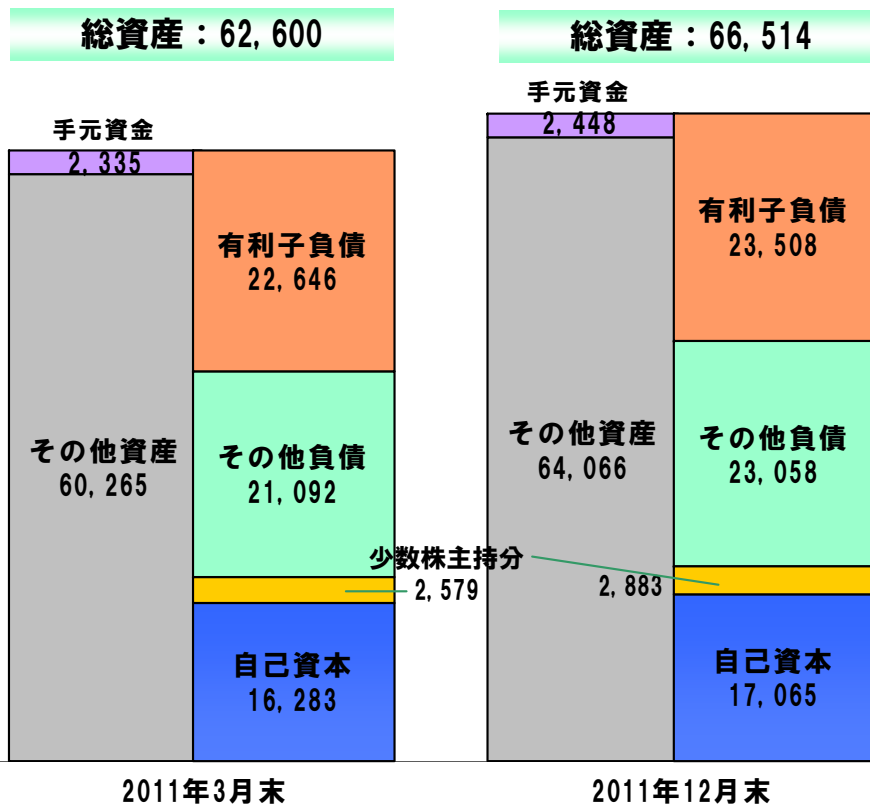 総資産：62,600
手元資金
2,335
有利子負債
22,646
その他資産
60,265
その他負債
21,092
少数株主持分
2,579
自己資本
16,283
2011年3月末
総資産：66,514
手元資金
2,448
有利子負債
23,508
その他資産
64,066
その他負債
23,058
2,883
自己資本
17,065
2011年12月末